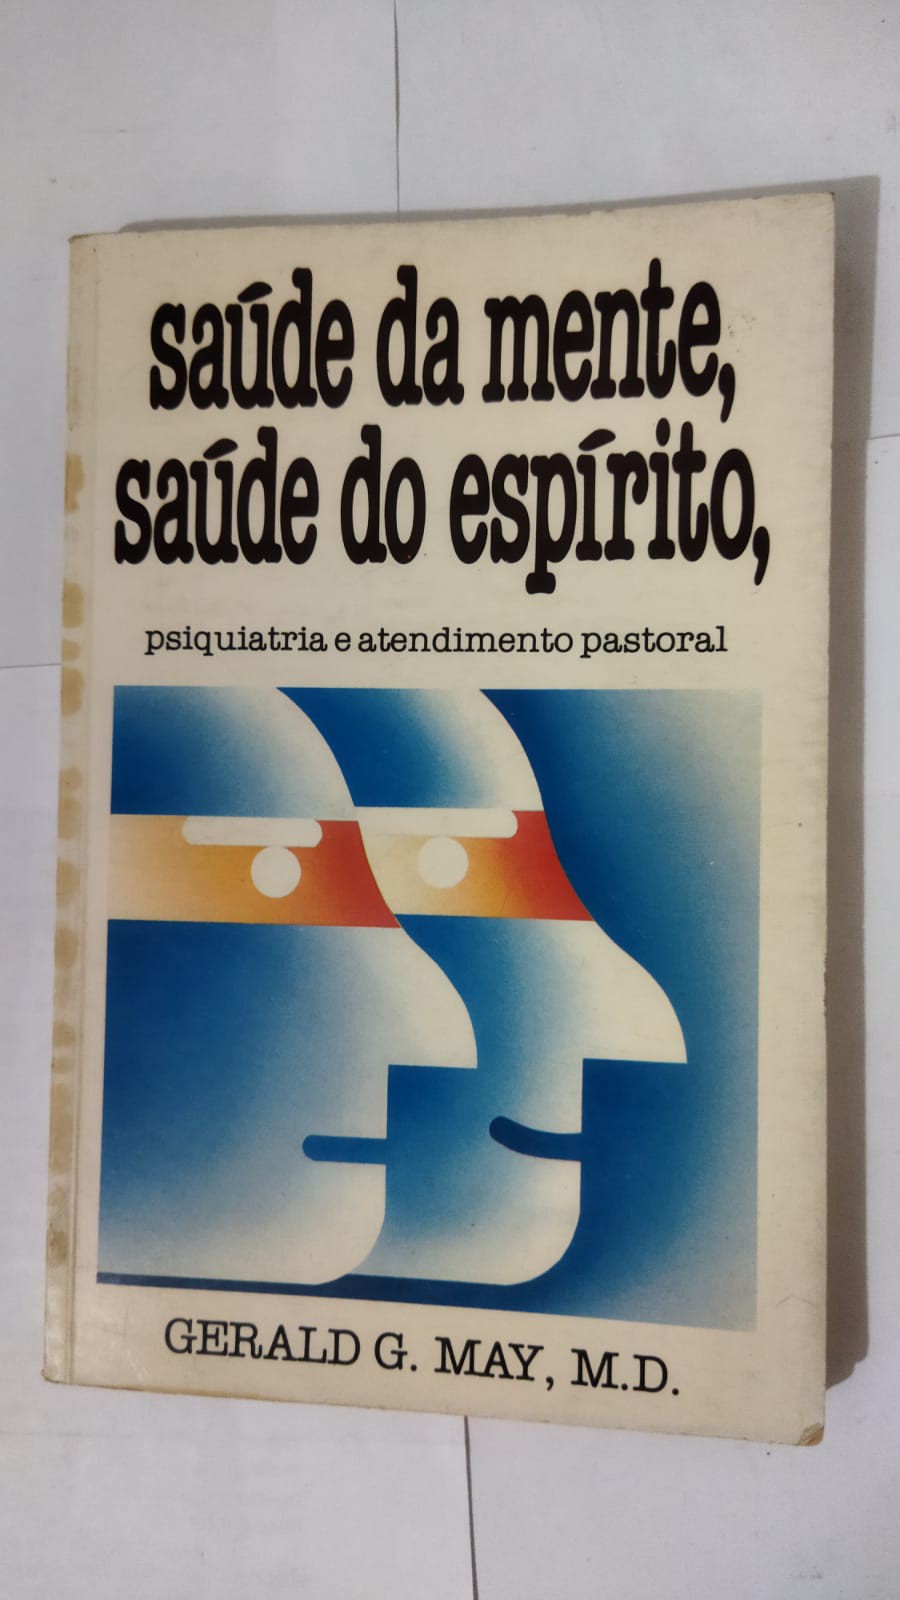 saúde da mente,
saúde do espírito,
psiquiatria e atendimento pastoral
GERALD G. MAY, M.D.